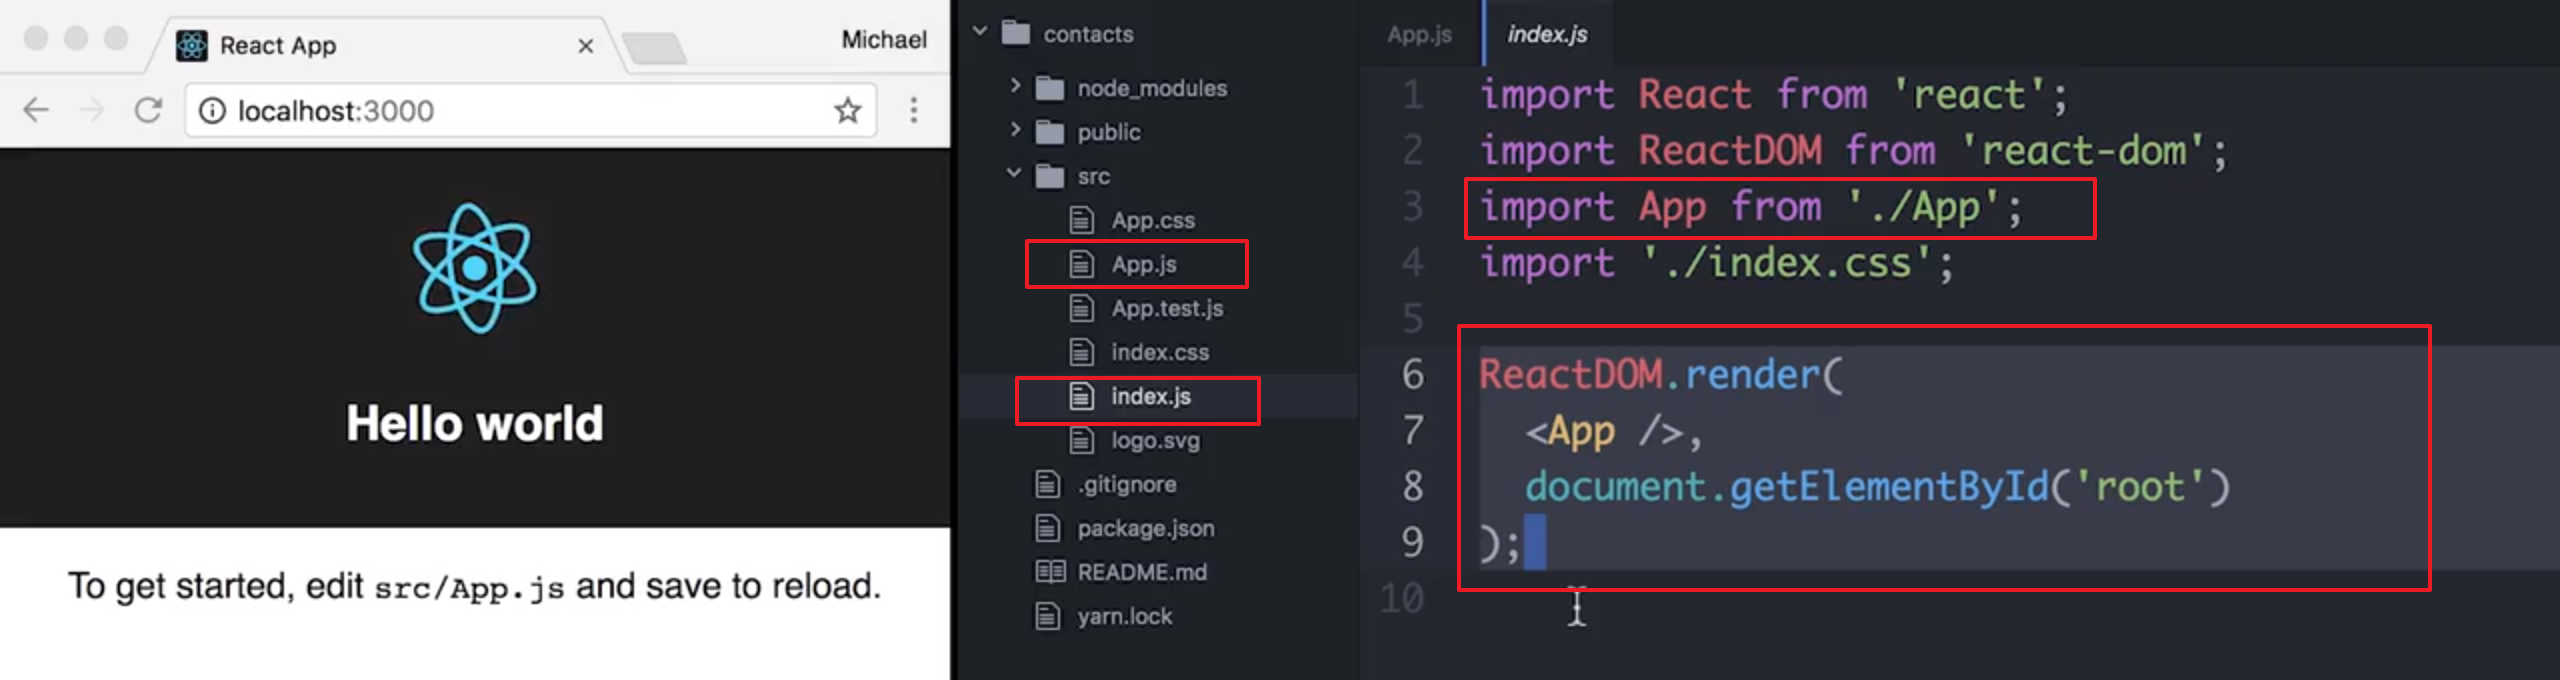 React App
Michael
localhost:3000
Hello world
To get started, edit src/App.js and save to reload.
contacts
node_modules
public
src
App.css
App.js
App.test.js
index.css
index.js
logo.svg
.gitignore
package.json
README.md
yarn.lock
App.js
index.js
1 import React from 'react';
2 import ReactDOM from 'react-dom';
3 import App from './App';
4 import './index.css';
5
6 ReactDOM.render(
7 <App />,
8 document.getElementById('root')
9 );
10